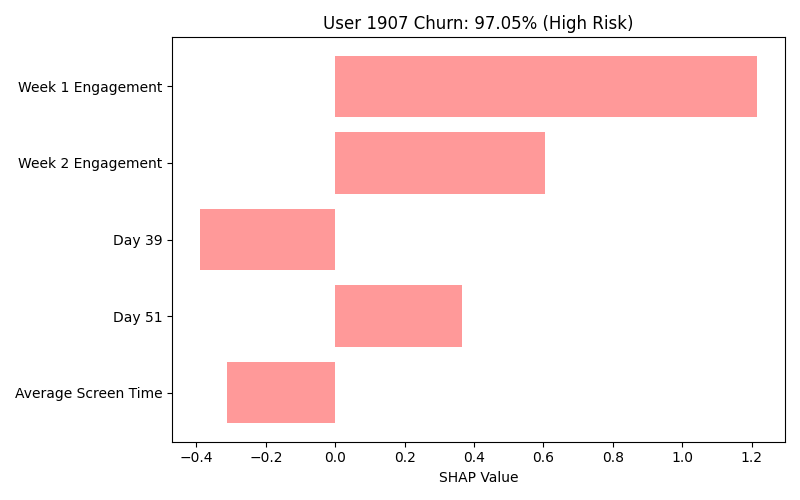 User 1907 Churn: 97.05% (High Risk)
Week 1 Engagement
Week 2 Engagement
Day 39
Day 51
Average Screen Time
−0.4 −0.2 0.0 0.2 0.4 0.6 0.8 1.0 1.2
SHAP Value